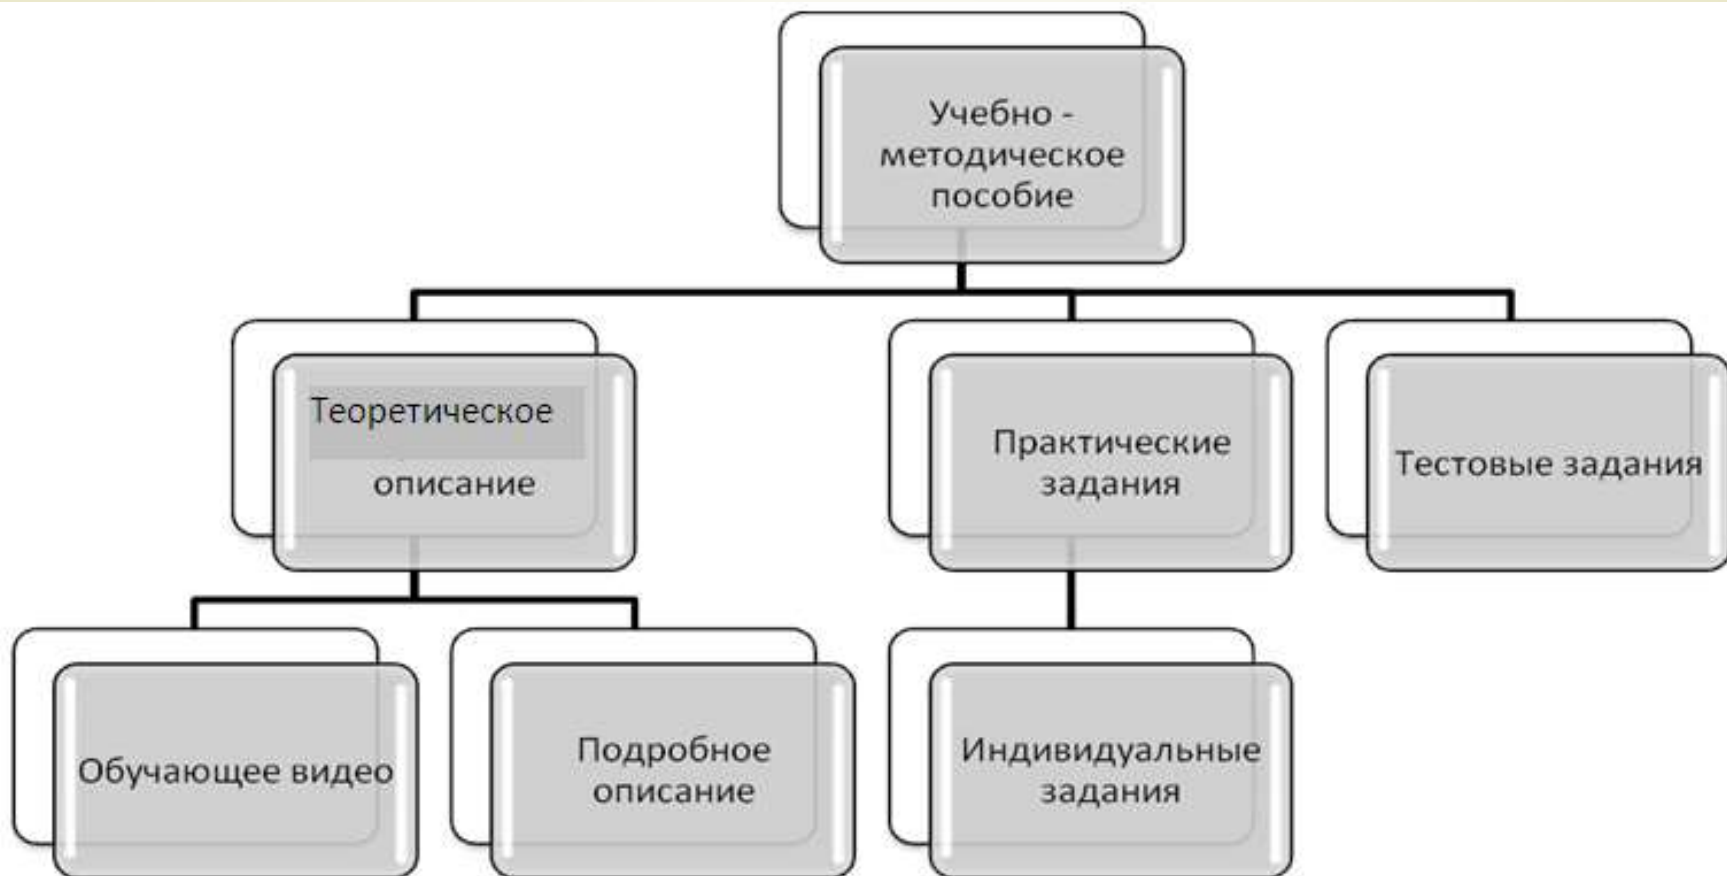 Учебно -
методическое
пособие
Теоретическое
описание
Практические
задания
Тестовые задания
Обучающее видео
Подробное
описание
Индивидуальные
задания